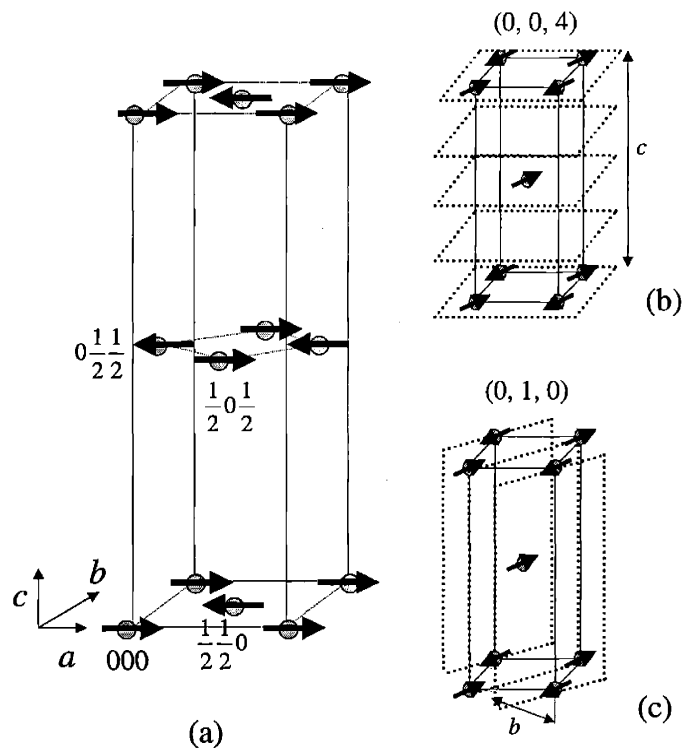 (0, 0, 4)
c
(b)
0 1/2 1/2
1/2 0 1/2
(0, 1, 0)
c
b
a
000
1/2 1/2 0
b
(c)
(a)